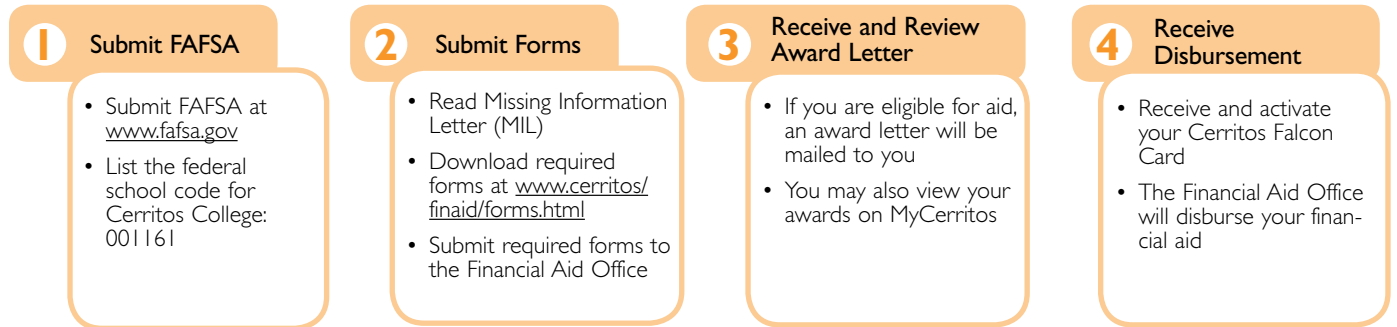 1 Submit FAFSA
• Submit FAFSA at
www.fafsa.gov
• List the federal
school code for
Cerritos College:
001161
2 Submit Forms
• Read Missing Information
Letter (MIL)
• Download required
forms at www.cerritos/
finaid/forms.html
• Submit required forms to
the Financial Aid Office
3 Receive and Review
Award Letter
• If you are eligible for aid,
an award letter will be
mailed to you
• You may also view your
awards on MyCerritos
4 Receive
Disbursement
• Receive and activate
your Cerritos Falcon
Card
• The Financial Aid Office
will disburse your finan-
cial aid